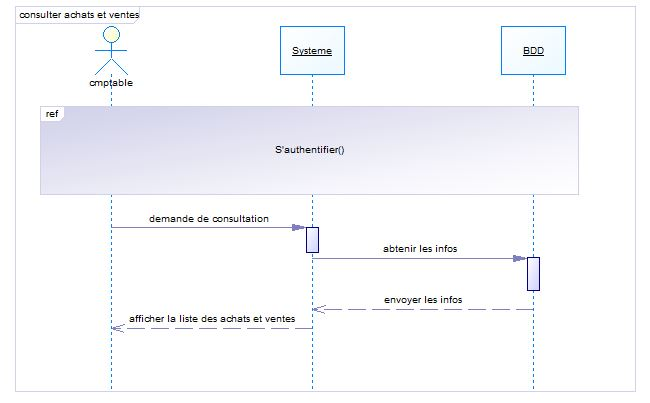 consulter achats et ventes
cmptable
Systeme
BDD
ref
S'authentifier()
demande de consultation
abtenir les infos
envoyer les infos
afficher la liste des achats et ventes